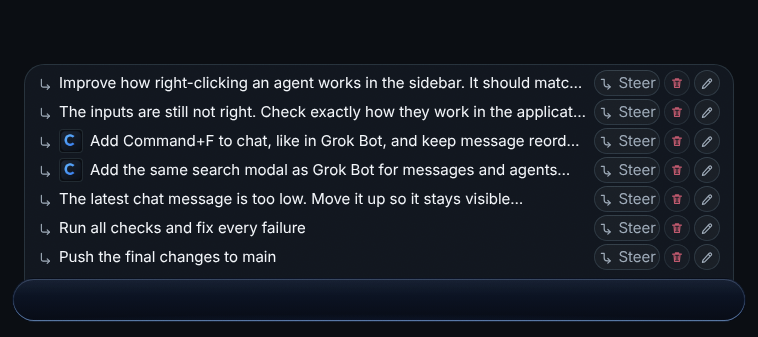 Improve how right-clicking an agent works in the sidebar. It should matc... Steer
The inputs are still not right. Check exactly how they work in the applicat... Steer
C Add Command+F to chat, like in Grok Bot, and keep message reord... Steer
C Add the same search modal as Grok Bot for messages and agents... Steer
The latest chat message is too low. Move it up so it stays visible... Steer
Run all checks and fix every failure Steer
Push the final changes to main Steer